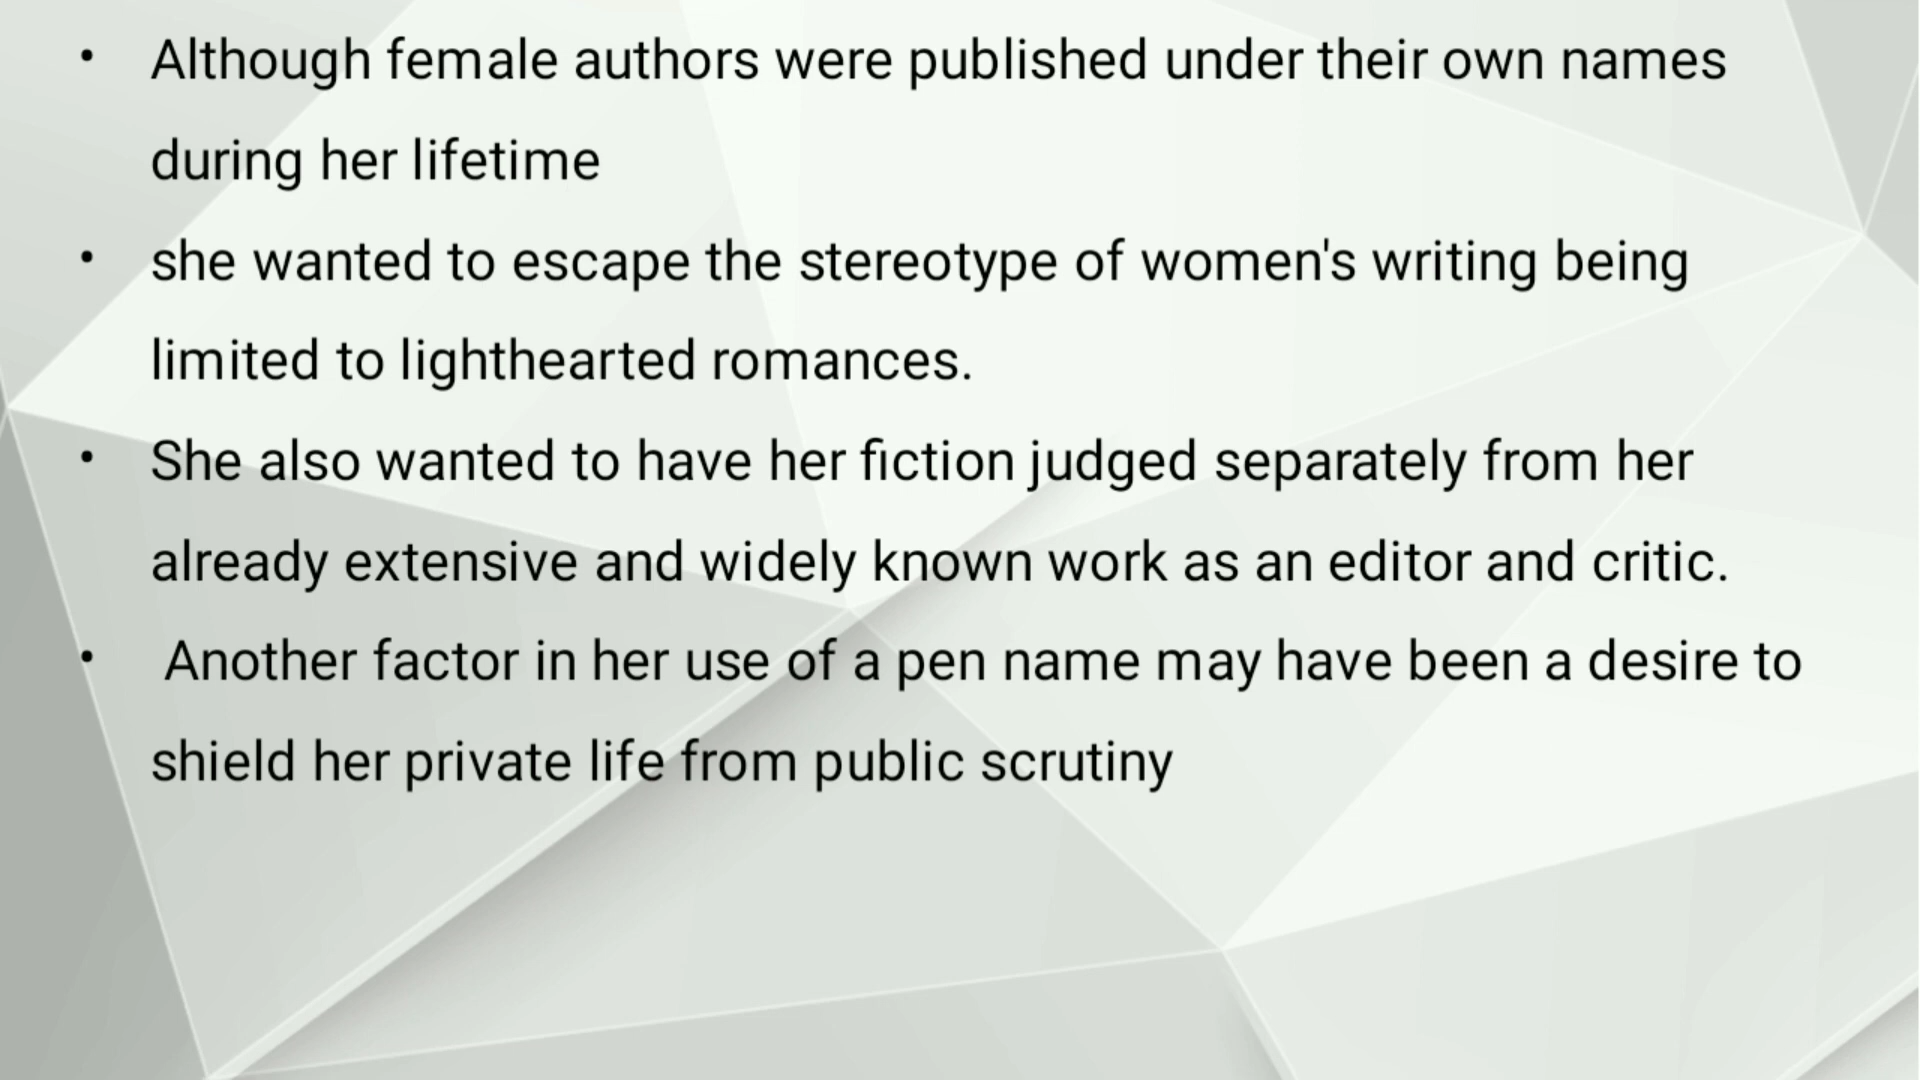 • Although female authors were published under their own names
during her lifetime
• she wanted to escape the stereotype of women's writing being
limited to lighthearted romances.
• She also wanted to have her fiction judged separately from her
already extensive and widely known work as an editor and critic.
• Another factor in her use of a pen name may have been a desire to
shield her private life from public scrutiny